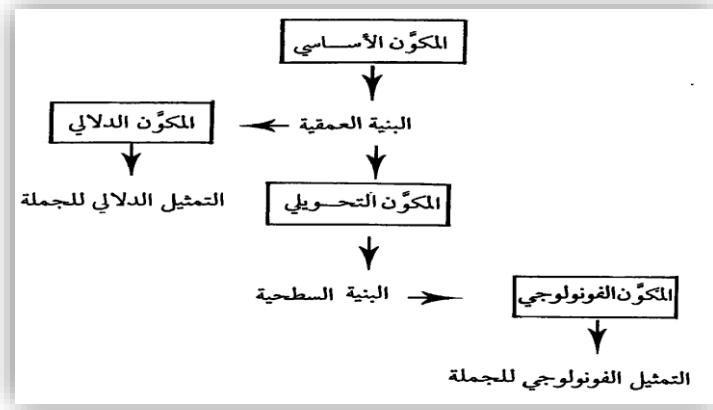 المكوَّن الأساسي
البنية العمقية
المكوَّن الدلالي
التمثيل الدلالي للجملة
المكوَّن التحويلي
البنية السطحية
المكوَّن الفونولوجي
التمثيل الفونولوجي للجملة